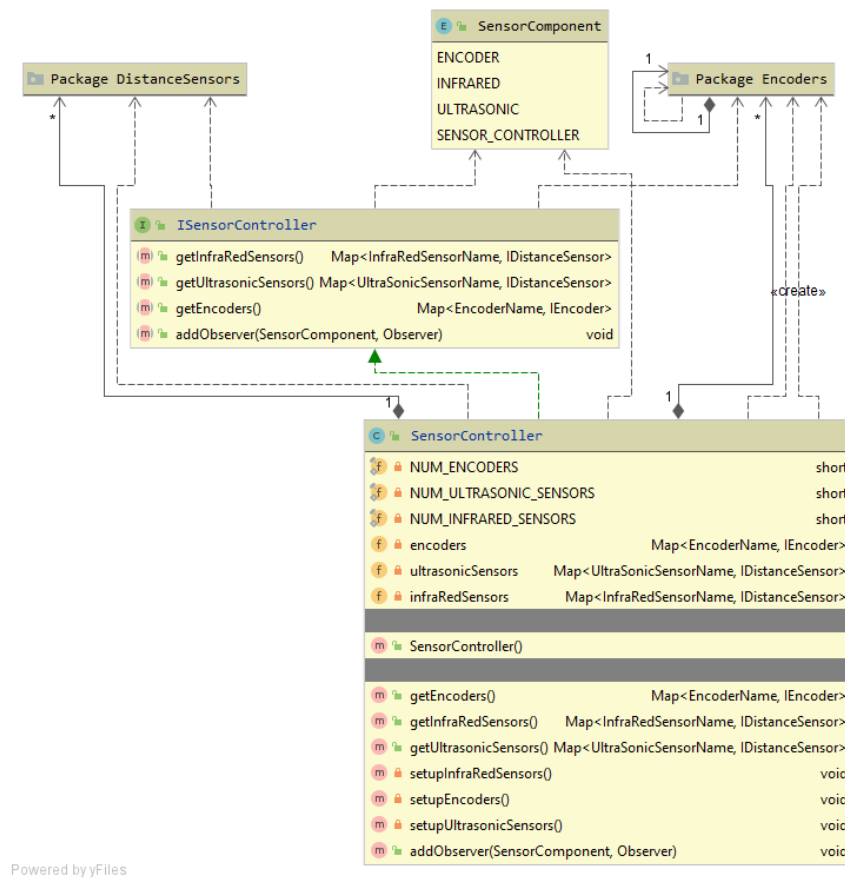 E SensorComponent
ENCODER
INFRARED
ULTRASONIC
SENSOR_CONTROLLER
Package DistanceSensors
Package Encoders
1
1
*
*
I ISensorController
m getInfraRedSensors() Map<InfraRedSensorName, IDistanceSensor>
m getUltrasonicSensors() Map<UltraSonicSensorName, IDistanceSensor>
m getEncoders() Map<EncoderName, IEncoder>
m addObserver(SensorComponent, Observer) void
«create»
1
1
C SensorController
f NUM_ENCODERS short
f NUM_ULTRASONIC_SENSORS short
f NUM_INFRARED_SENSORS short
f encoders Map<EncoderName, IEncoder>
f ultrasonicSensors Map<UltraSonicSensorName, IDistanceSensor>
f infraRedSensors Map<InfraRedSensorName, IDistanceSensor>
m SensorController()
m getEncoders() Map<EncoderName, IEncoder>
m getInfraRedSensors() Map<InfraRedSensorName, IDistanceSensor>
m getUltrasonicSensors() Map<UltraSonicSensorName, IDistanceSensor>
m setupInfraRedSensors() void
m setupEncoders() void
m setupUltrasonicSensors() void
m addObserver(SensorComponent, Observer) void
Powered by yFiles